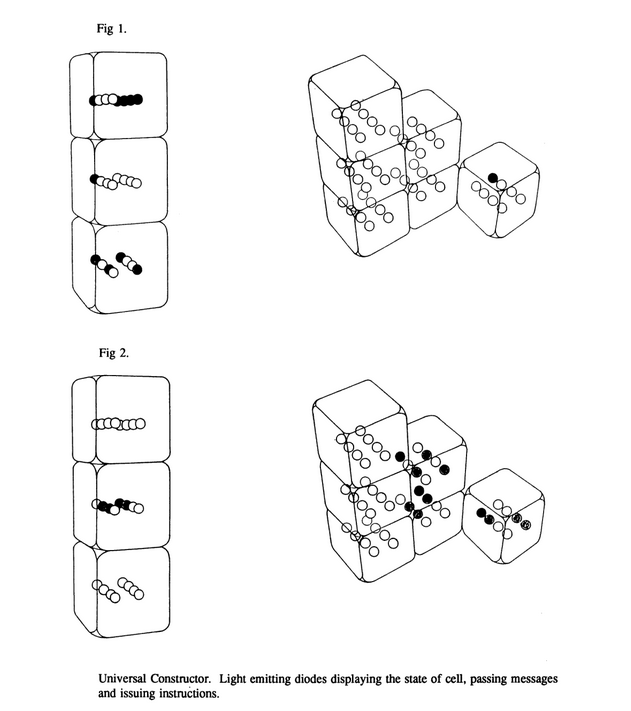 Fig 1.
Fig 2.
Universal Constructor. Light emitting diodes displaying the state of cell, passing messages
and issuing instructions.